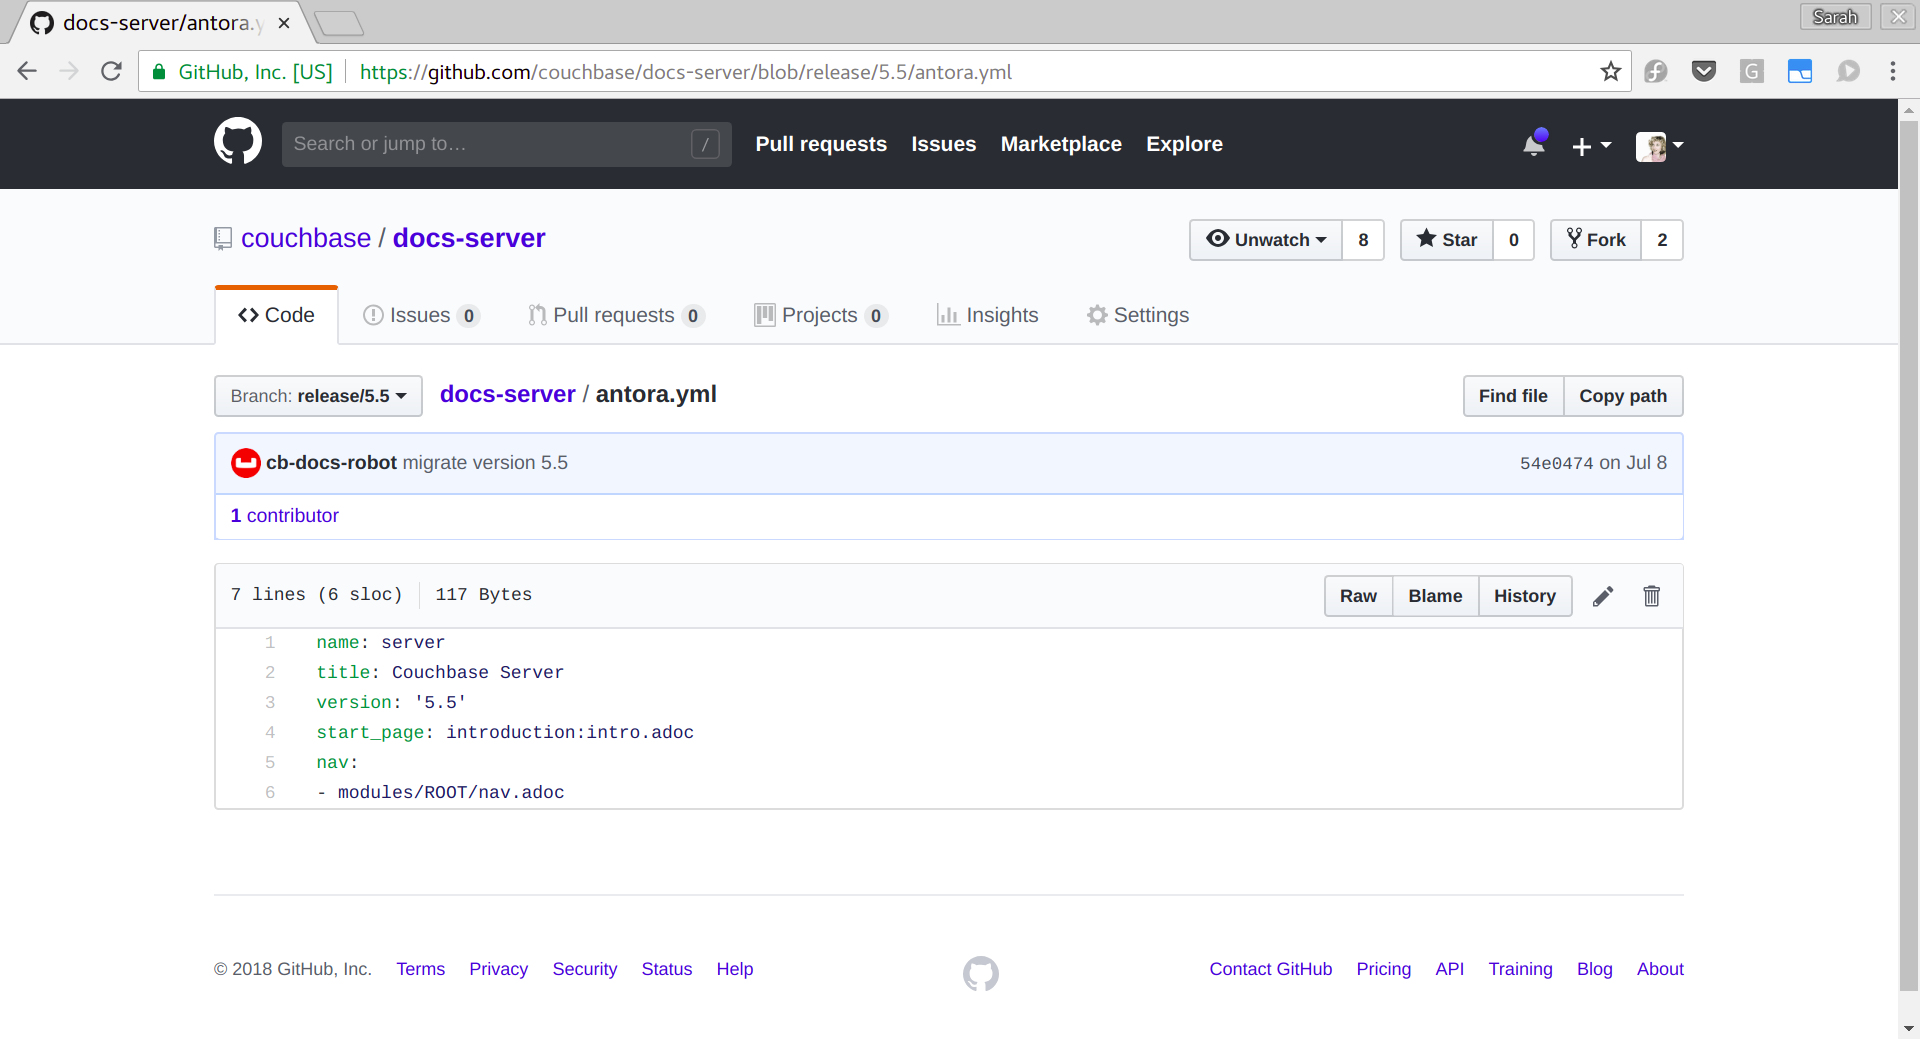 docs-server/antora.y
Sarah
GitHub, Inc. [US] https://github.com/couchbase/docs-server/blob/release/5.5/antora.yml
G
Search or jump to…
/
Pull requests Issues Marketplace Explore
couchbase / docs-server
Unwatch 8 Star 0 Fork 2
Code Issues 0 Pull requests 0 Projects 0 Insights Settings
Branch: release/5.5 docs-server / antora.yml Find file Copy path
cb-docs-robot migrate version 5.5 54e0474 on Jul 8
1 contributor
7 lines (6 sloc) 117 Bytes Raw Blame History
1 name: server
2 title: Couchbase Server
3 version: '5.5'
4 start_page: introduction:intro.adoc
5 nav:
6 - modules/ROOT/nav.adoc
© 2018 GitHub, Inc. Terms Privacy Security Status Help Contact GitHub Pricing API Training Blog About